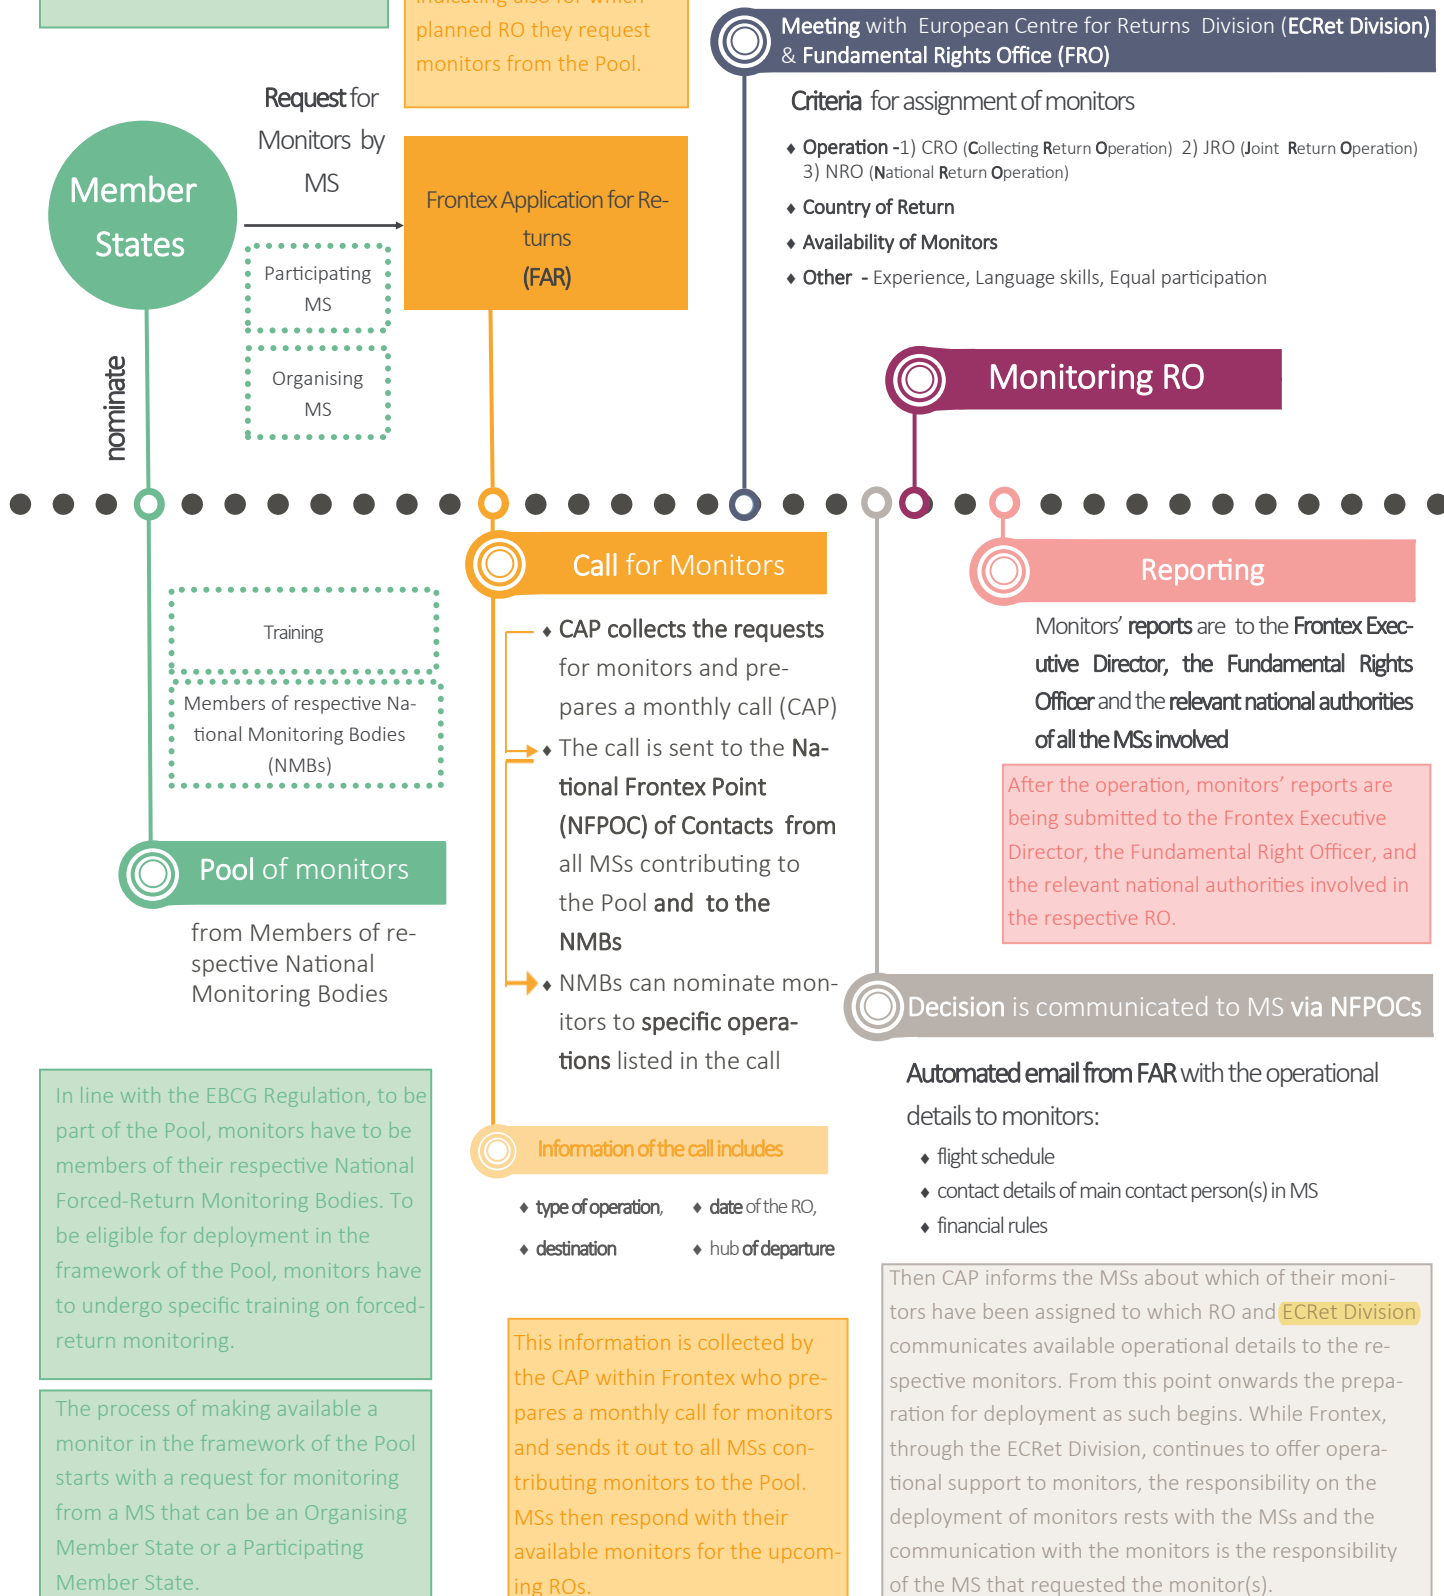 indicating also for which
planned RO they request
monitors from the Pool.
Request for
Monitors by
MS
Member
States
Participating
MS
Organising
MS
nominate
Frontex Application for Re-
turns
(FAR)
Meeting with European Centre for Returns Division (ECRet Division)
& Fundamental Rights Office (FRO)
Criteria for assignment of monitors
♦ Operation -1) CRO (Collecting Return Operation) 2) JRO (Joint Return Operation)
3) NRO (National Return Operation)
♦ Country of Return
♦ Availability of Monitors
♦ Other - Experience, Language skills, Equal participation
Monitoring RO
Training
Members of respective Na-
tional Monitoring Bodies
(NMBs)
Pool of monitors
from Members of re-
spective National
Monitoring Bodies
In line with the EBCG Regulation, to be
part of the Pool, monitors have to be
members of their respective National
Forced-Return Monitoring Bodies. To
be eligible for deployment in the
framework of the Pool, monitors have
to undergo specific training on forced-
return monitoring.
The process of making available a
monitor in the framework of the Pool
starts with a request for monitoring
from a MS that can be an Organising
Member State or a Participating
Member State.
Call for Monitors
♦ CAP collects the requests
for monitors and pre-
pares a monthly call (CAP)
♦ The call is sent to the Na-
tional Frontex Point
(NFPOC) of Contacts from
all MSs contributing to
the Pool and to the
NMBs
♦ NMBs can nominate mon-
itors to specific opera-
tions listed in the call
Information of the call includes
♦ type of operation, ♦ date of the RO,
♦ destination ♦ hub of departure
This information is collected by
the CAP within Frontex who pre-
pares a monthly call for monitors
and sends it out to all MSs con-
tributing monitors to the Pool.
MSs then respond with their
available monitors for the upcom-
ing ROs.
Reporting
Monitors’ reports are to the Frontex Exec-
utive Director, the Fundamental Rights
Officer and the relevant national authorities
of all the MSs involved
After the operation, monitors’ reports are
being submitted to the Frontex Executive
Director, the Fundamental Right Officer, and
the relevant national authorities involved in
the respective RO.
Decision is communicated to MS via NFPOCs
Automated email from FAR with the operational
details to monitors:
♦ flight schedule
♦ contact details of main contact person(s) in MS
♦ financial rules
Then CAP informs the MSs about which of their moni-
tors have been assigned to which RO and ECRet Division
communicates available operational details to the re-
spective monitors. From this point onwards the prepa-
ration for deployment as such begins. While Frontex,
through the ECRet Division, continues to offer opera-
tional support to monitors, the responsibility on the
deployment of monitors rests with the MSs and the
communication with the monitors is the responsibility
of the MS that requested the monitor(s).